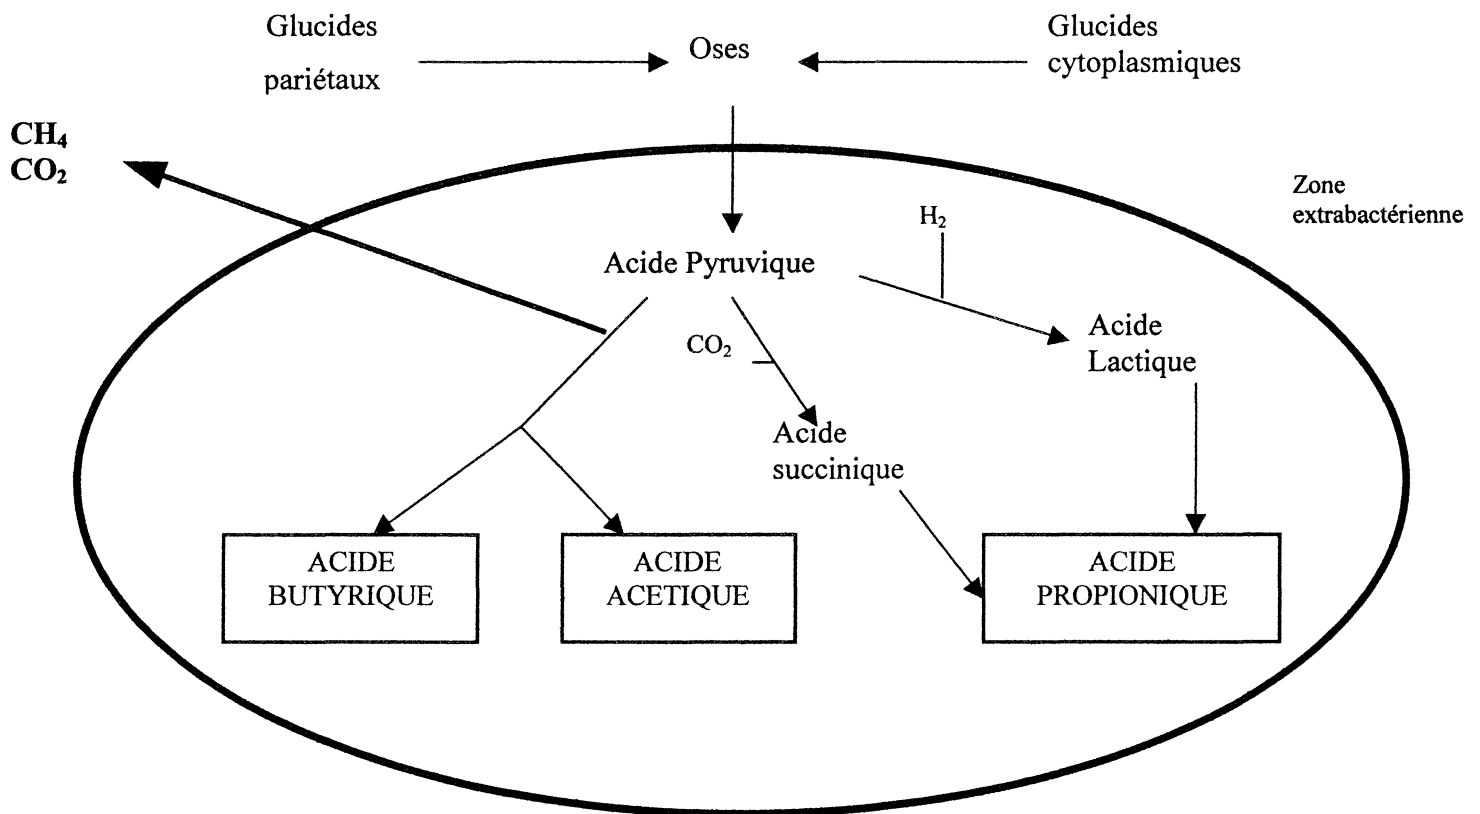 Glucides
pariétaux
Oses
Glucides
cytoplasmiques
CH₄
CO₂
Zone
extrabactérienne
H₂
Acide Pyruvique
CO₂
Acide
Lactique
Acide
succinique
ACIDE
BUTYRIQUE
ACIDE
ACETIQUE
ACIDE
PROPIONIQUE